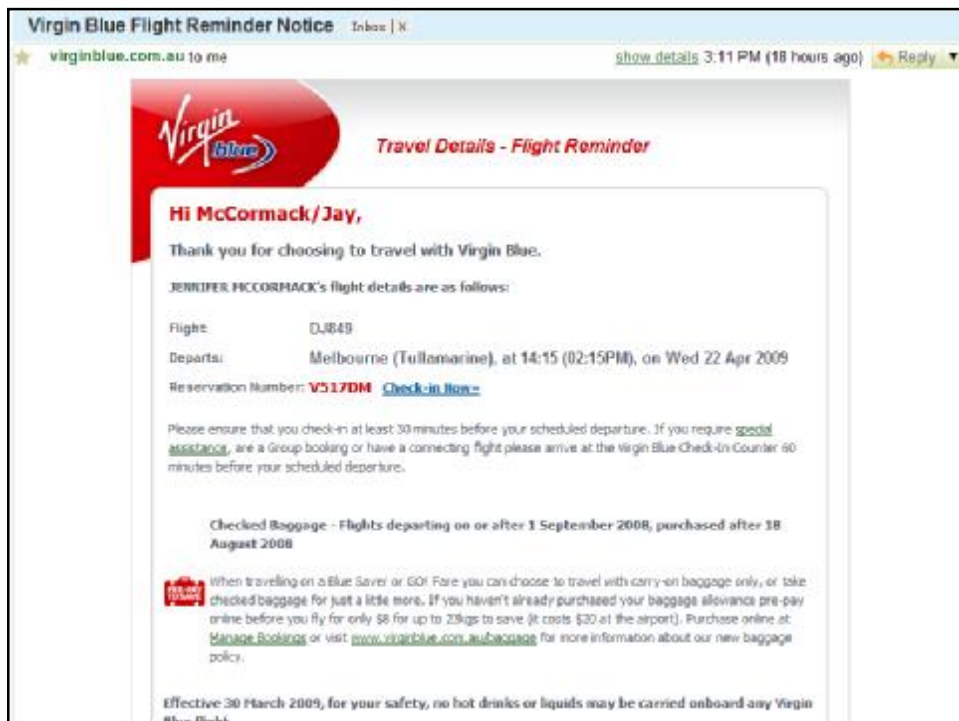 Virgin Blue Flight Reminder Notice Inbox | X
virginblue.com.au to me show details 3:11 PM (18 hours ago) Reply
Virgin
blue
Travel Details - Flight Reminder
Hi McCormack/Jay,
Thank you for choosing to travel with Virgin Blue.
JENNIFER MCCORMACK's flight details are as follows:
Flight: DJ849
Departs: Melbourne (Tullamarine), at 14:15 (02:15PM), on Wed 22 Apr 2009
Reservation Number: V517DM Check-in Now»
Please ensure that you check-in at least 30 minutes before your scheduled departure. If you require special
assistance, are a Group booking or have a connecting flight please arrive at the Virgin Blue Check-In Counter 60
minutes before your scheduled departure.
Checked Baggage - Flights departing on or after 1 September 2008, purchased after 18
August 2008
PRE-PAY
TO SAVE
When travelling on a Blue Saver or GO! Fare you can choose to travel with carry-on baggage only, or take
checked baggage for just a little more. If you haven't already purchased your baggage allowance pre-pay
online before you fly for only $8 for up to 23kgs to save (it costs $20 at the airport). Purchase online at
Manage Bookings or visit www.virginblue.com.au/baggage for more information about our new baggage
policy.
Effective 30 March 2009, for your safety, no hot drinks or liquids may be carried onboard any Virgin
Blue flight